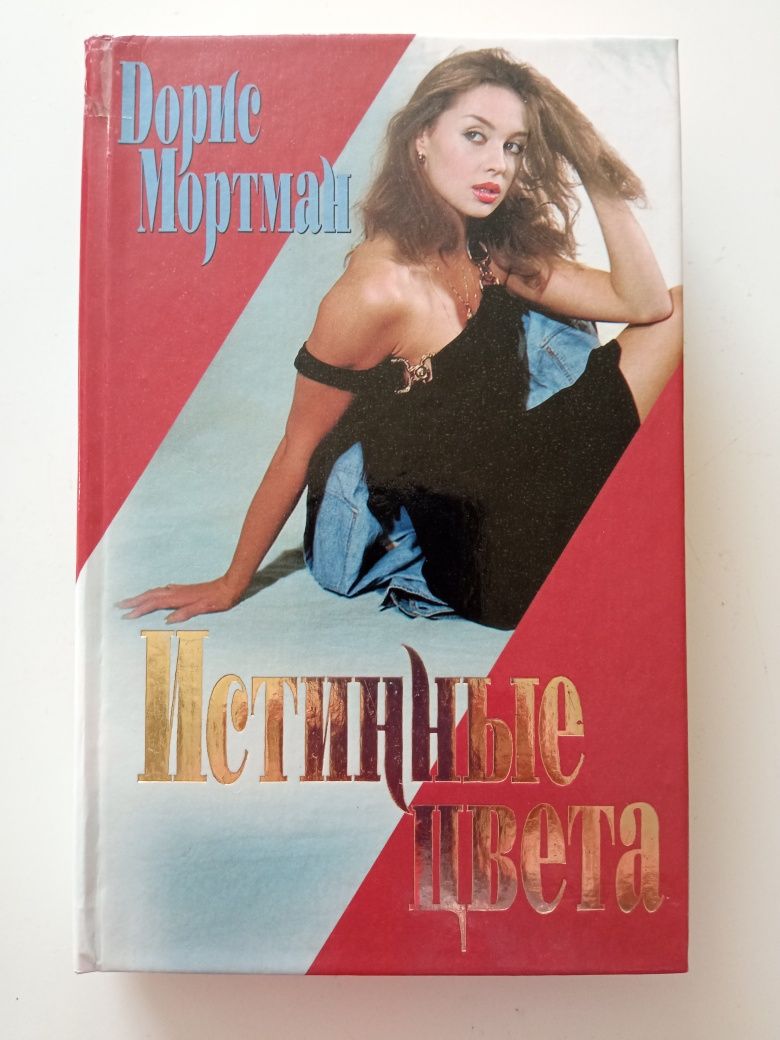 Дорис
Мортман
Истинные
цвета